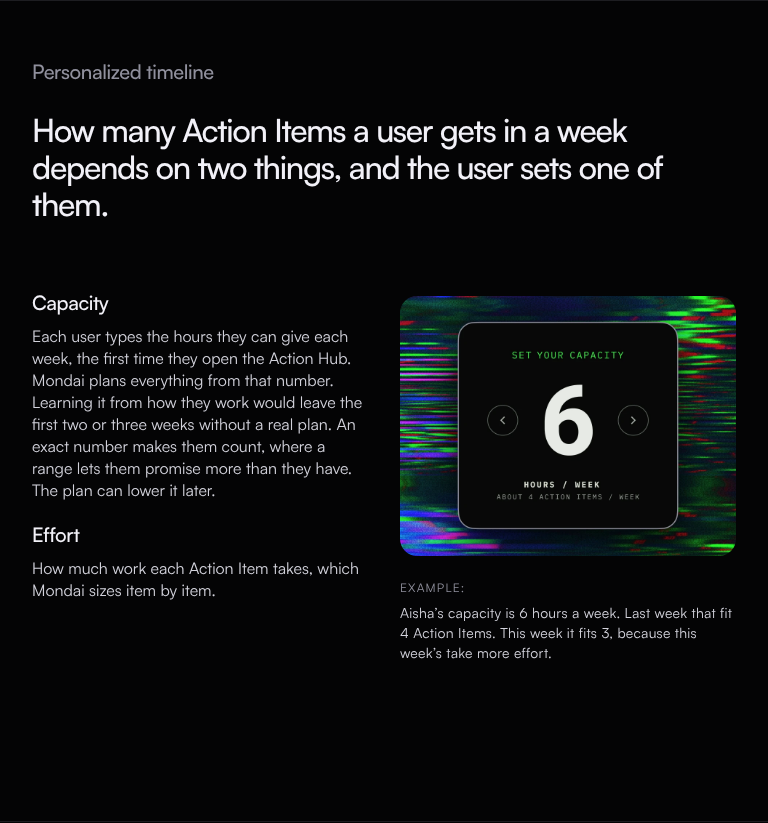 Personalized timeline
How many Action Items a user gets in a week
depends on two things, and the user sets one of
them.
Capacity
Each user types the hours they can give each
week, the first time they open the Action Hub.
Mondai plans everything from that number.
Learning it from how they work would leave the
first two or three weeks without a real plan. An
exact number makes them count, where a
range lets them promise more than they have.
The plan can lower it later.
Effort
How much work each Action Item takes, which
Mondai sizes item by item.
SET YOUR CAPACITY
6
HOURS / WEEK
ABOUT 4 ACTION ITEMS / WEEK
EXAMPLE:
Aisha’s capacity is 6 hours a week. Last week that fit
4 Action Items. This week it fits 3, because this
week’s take more effort.